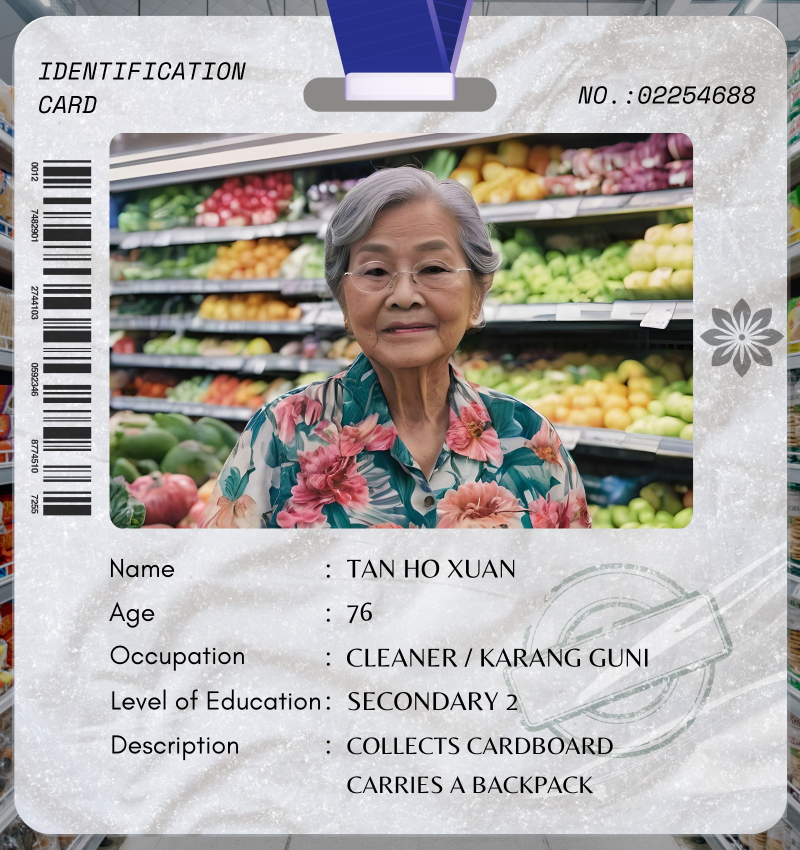 IDENTIFICATION
CARD
NO.:02254688
0012
7482901
2744103
0592346
8774510
7255
Name : TAN HO XUAN
Age : 76
Occupation : CLEANER / KARANG GUNI
Level of Education : SECONDARY 2
Description : COLLECTS CARDBOARD
CARRIES A BACKPACK